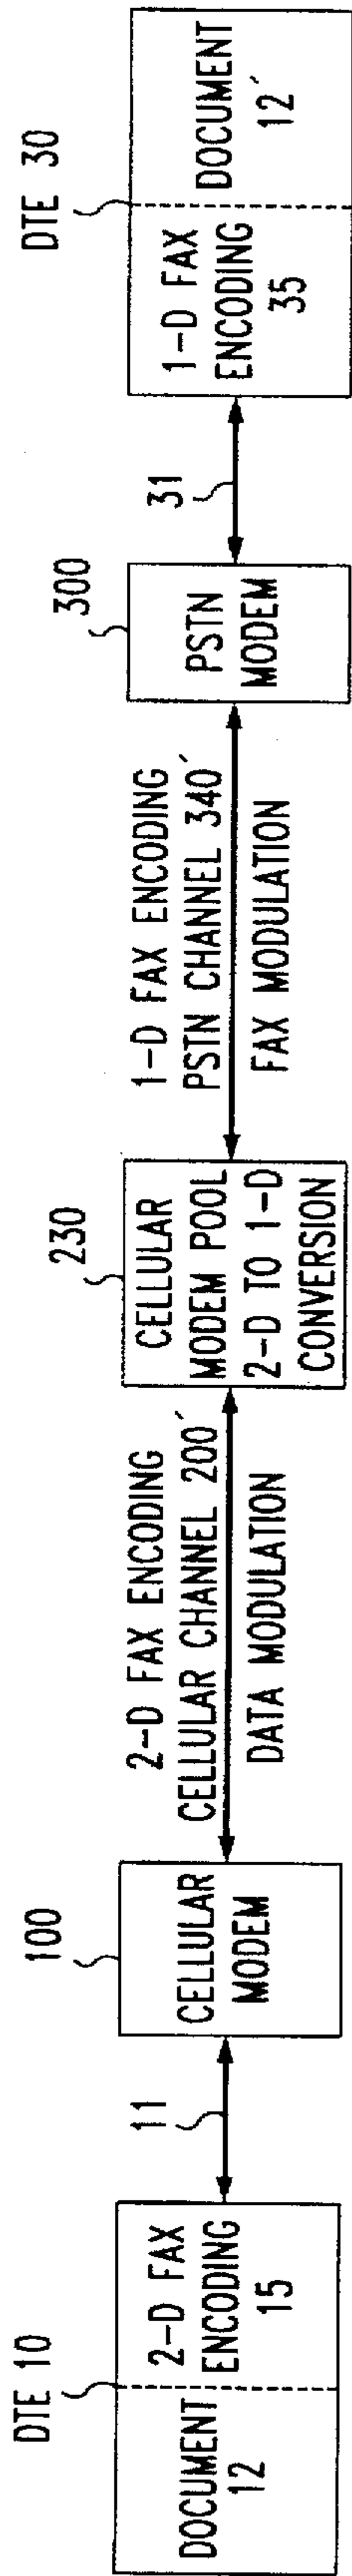 DTE 10
DOCUMENT
12
2-D FAX
ENCODING
15
11
100
CELLULAR
MODEM
2-D FAX ENCODING
CELLULAR CHANNEL 200′
DATA MODULATION
230
CELLULAR
MODEM POOL
2-D TO 1-D
CONVERSION
1-D FAX ENCODING
PSTN CHANNEL 340′
FAX MODULATION
300
PSTN
MODEM
31
DTE 30
1-D FAX
ENCODING
35
DOCUMENT
12′